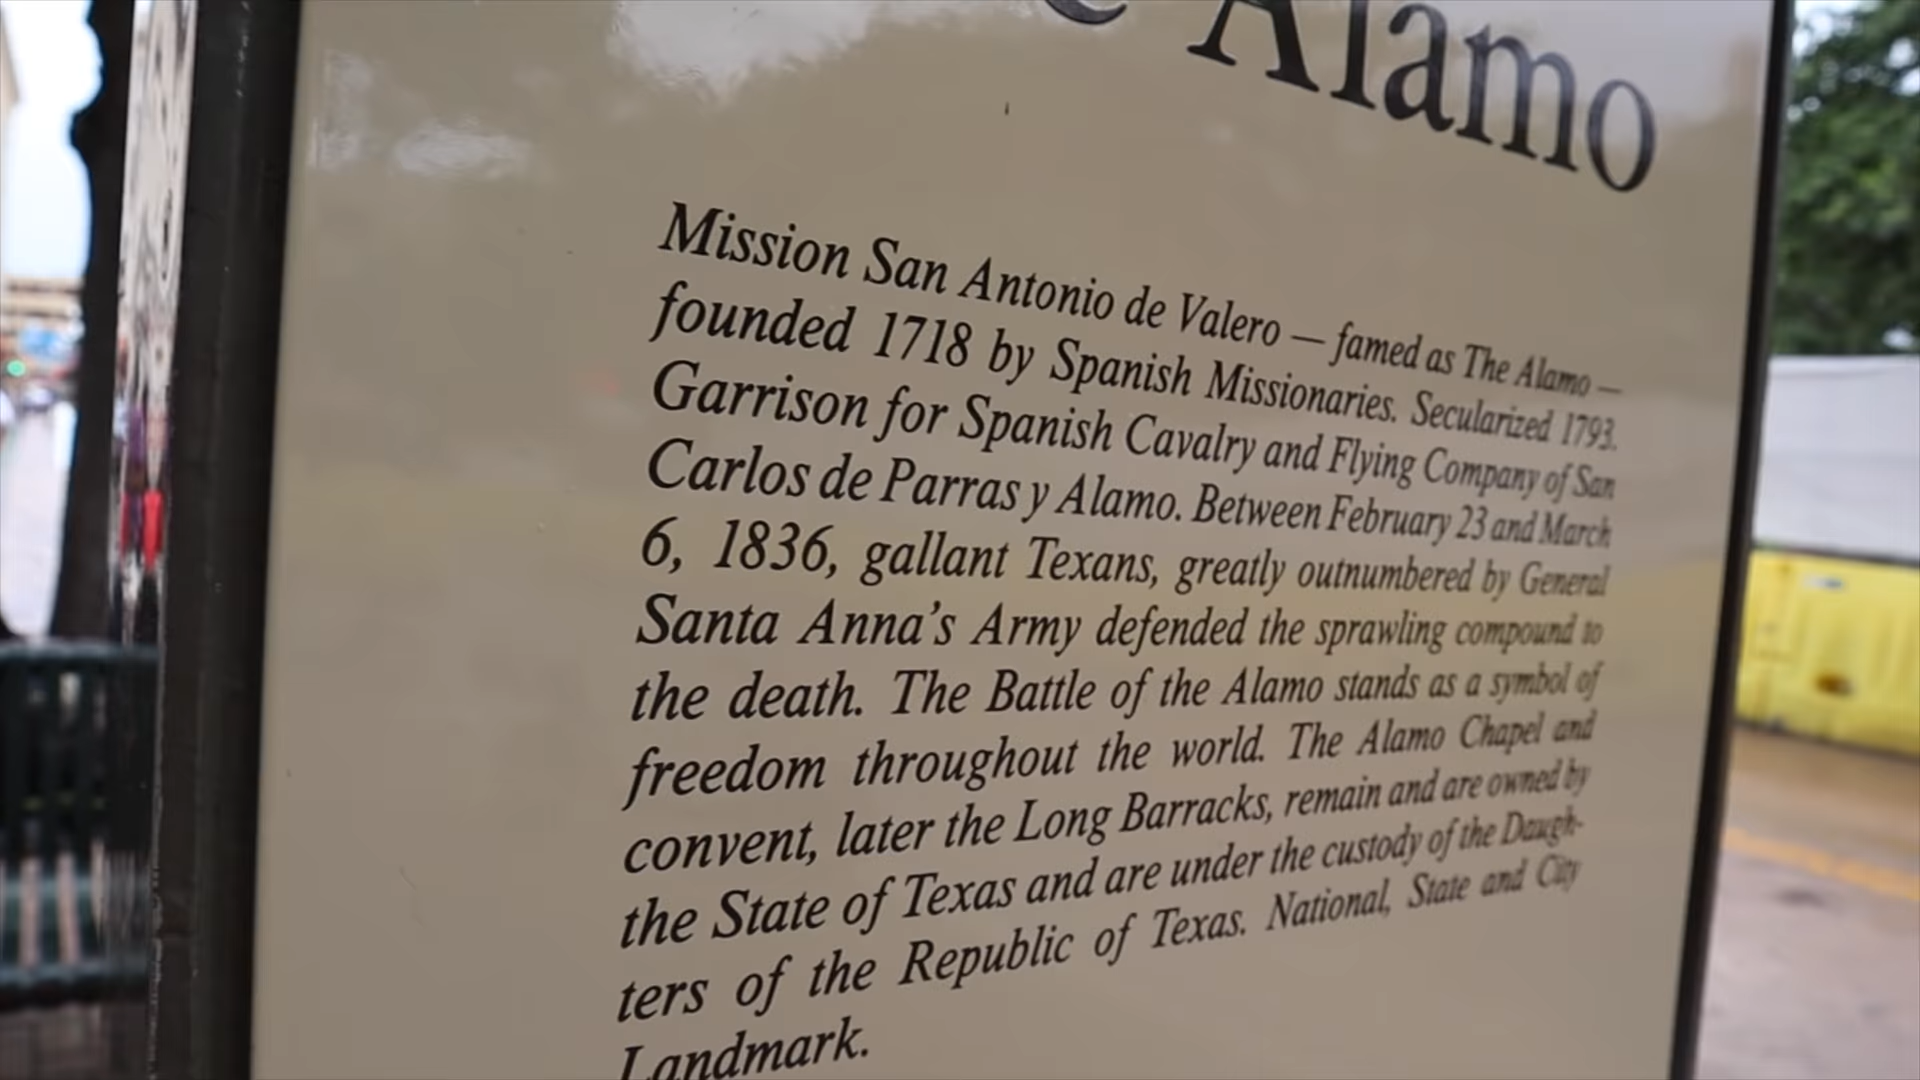 Alamo
Mission San Antonio de Valero — famed as The Alamo —
founded 1718 by Spanish Missionaries. Secularized 1793.
Garrison for Spanish Cavalry and Flying Company of San
Carlos de Parras y Alamo. Between February 23 and March
6, 1836, gallant Texans, greatly outnumbered by General
Santa Anna's Army defended the sprawling compound to
the death. The Battle of the Alamo stands as a symbol of
freedom throughout the world. The Alamo Chapel and
convent, later the Long Barracks, remain and are owned by
the State of Texas and are under the custody of the Daugh-
ters of the Republic of Texas. National, State and City
Landmark.